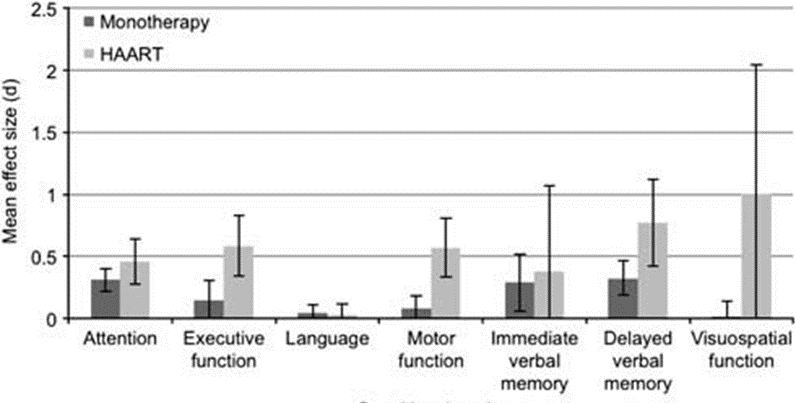 2.5
Monotherapy
HAART
2
1.5
1
0.5
0
Mean effect size (d)
Attention
Executive
function
Language
Motor
function
Immediate
verbal
memory
Delayed
verbal
memory
Visuospatial
function